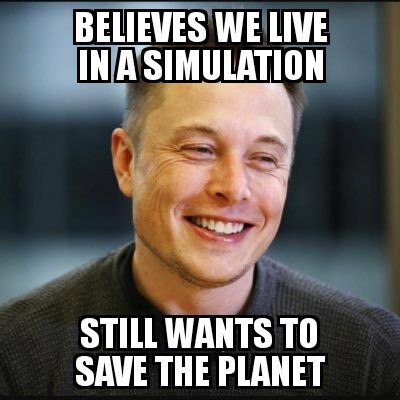 BELIEVES WE LIVE
IN A SIMULATION
STILL WANTS TO
SAVE THE PLANET